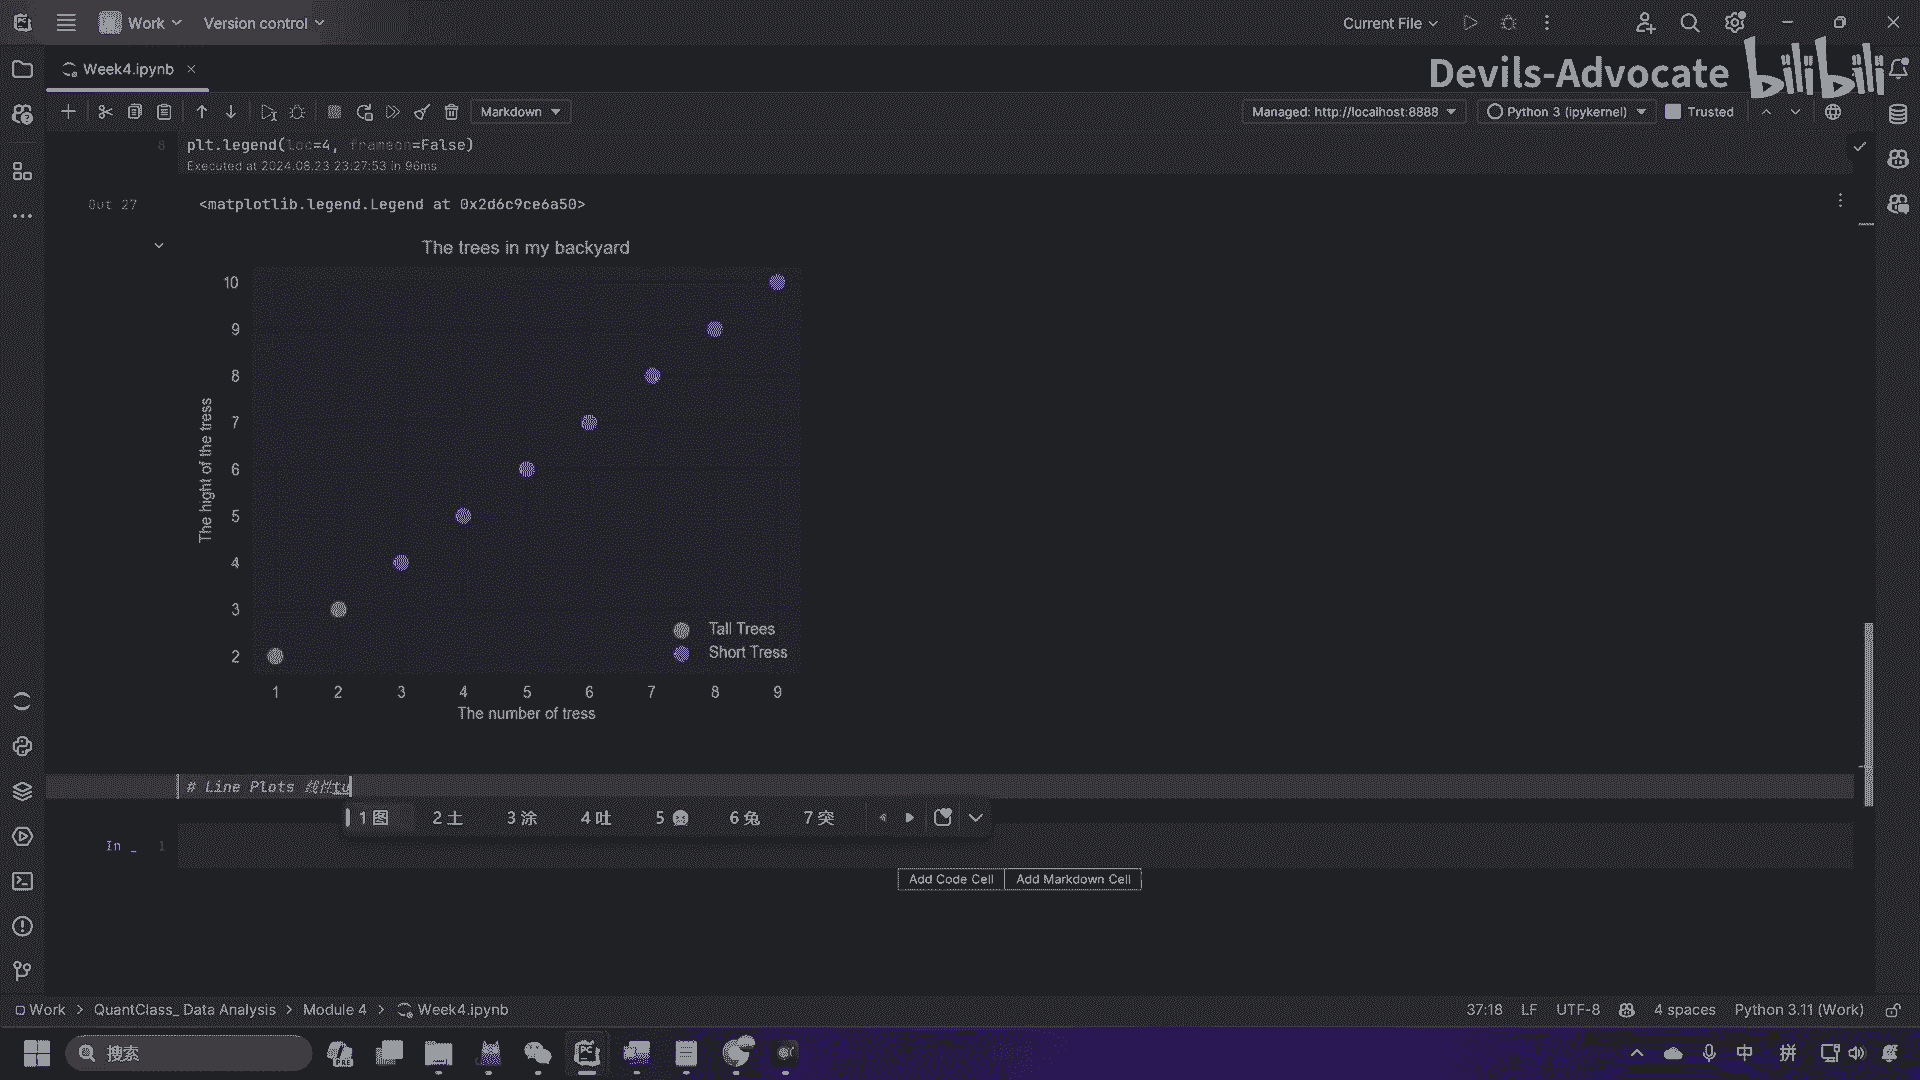 Work
Version control
Current File
Week4.ipynb
Devils-Advocate bilibili
Markdown
Managed: http://localhost:8888
Python 3 (ipykernel)
Trusted
8 plt.legend(loc=4, frameon=False)
Executed at 2024.08.23 23:27:53 in 96ms
Out 27 <matplotlib.legend.Legend at 0x2d6c9ce6a50>
The trees in my backyard
10
9
8
7
6
5
4
3
2
The hight of the tress
Tall Trees
Short Tress
1 2 3 4 5 6 7 8 9
The number of tress
# Line Plots 线性tu
1 图 2 土 3 涂 4 吐 5 6 兔 7 突
In _ 1
Add Code Cell Add Markdown Cell
Work > QuantClass_ Data Analysis > Module 4 > Week4.ipynb
37:18 LF UTF-8 4 spaces Python 3.11 (Work)
搜索
PRE
PC
中 拼